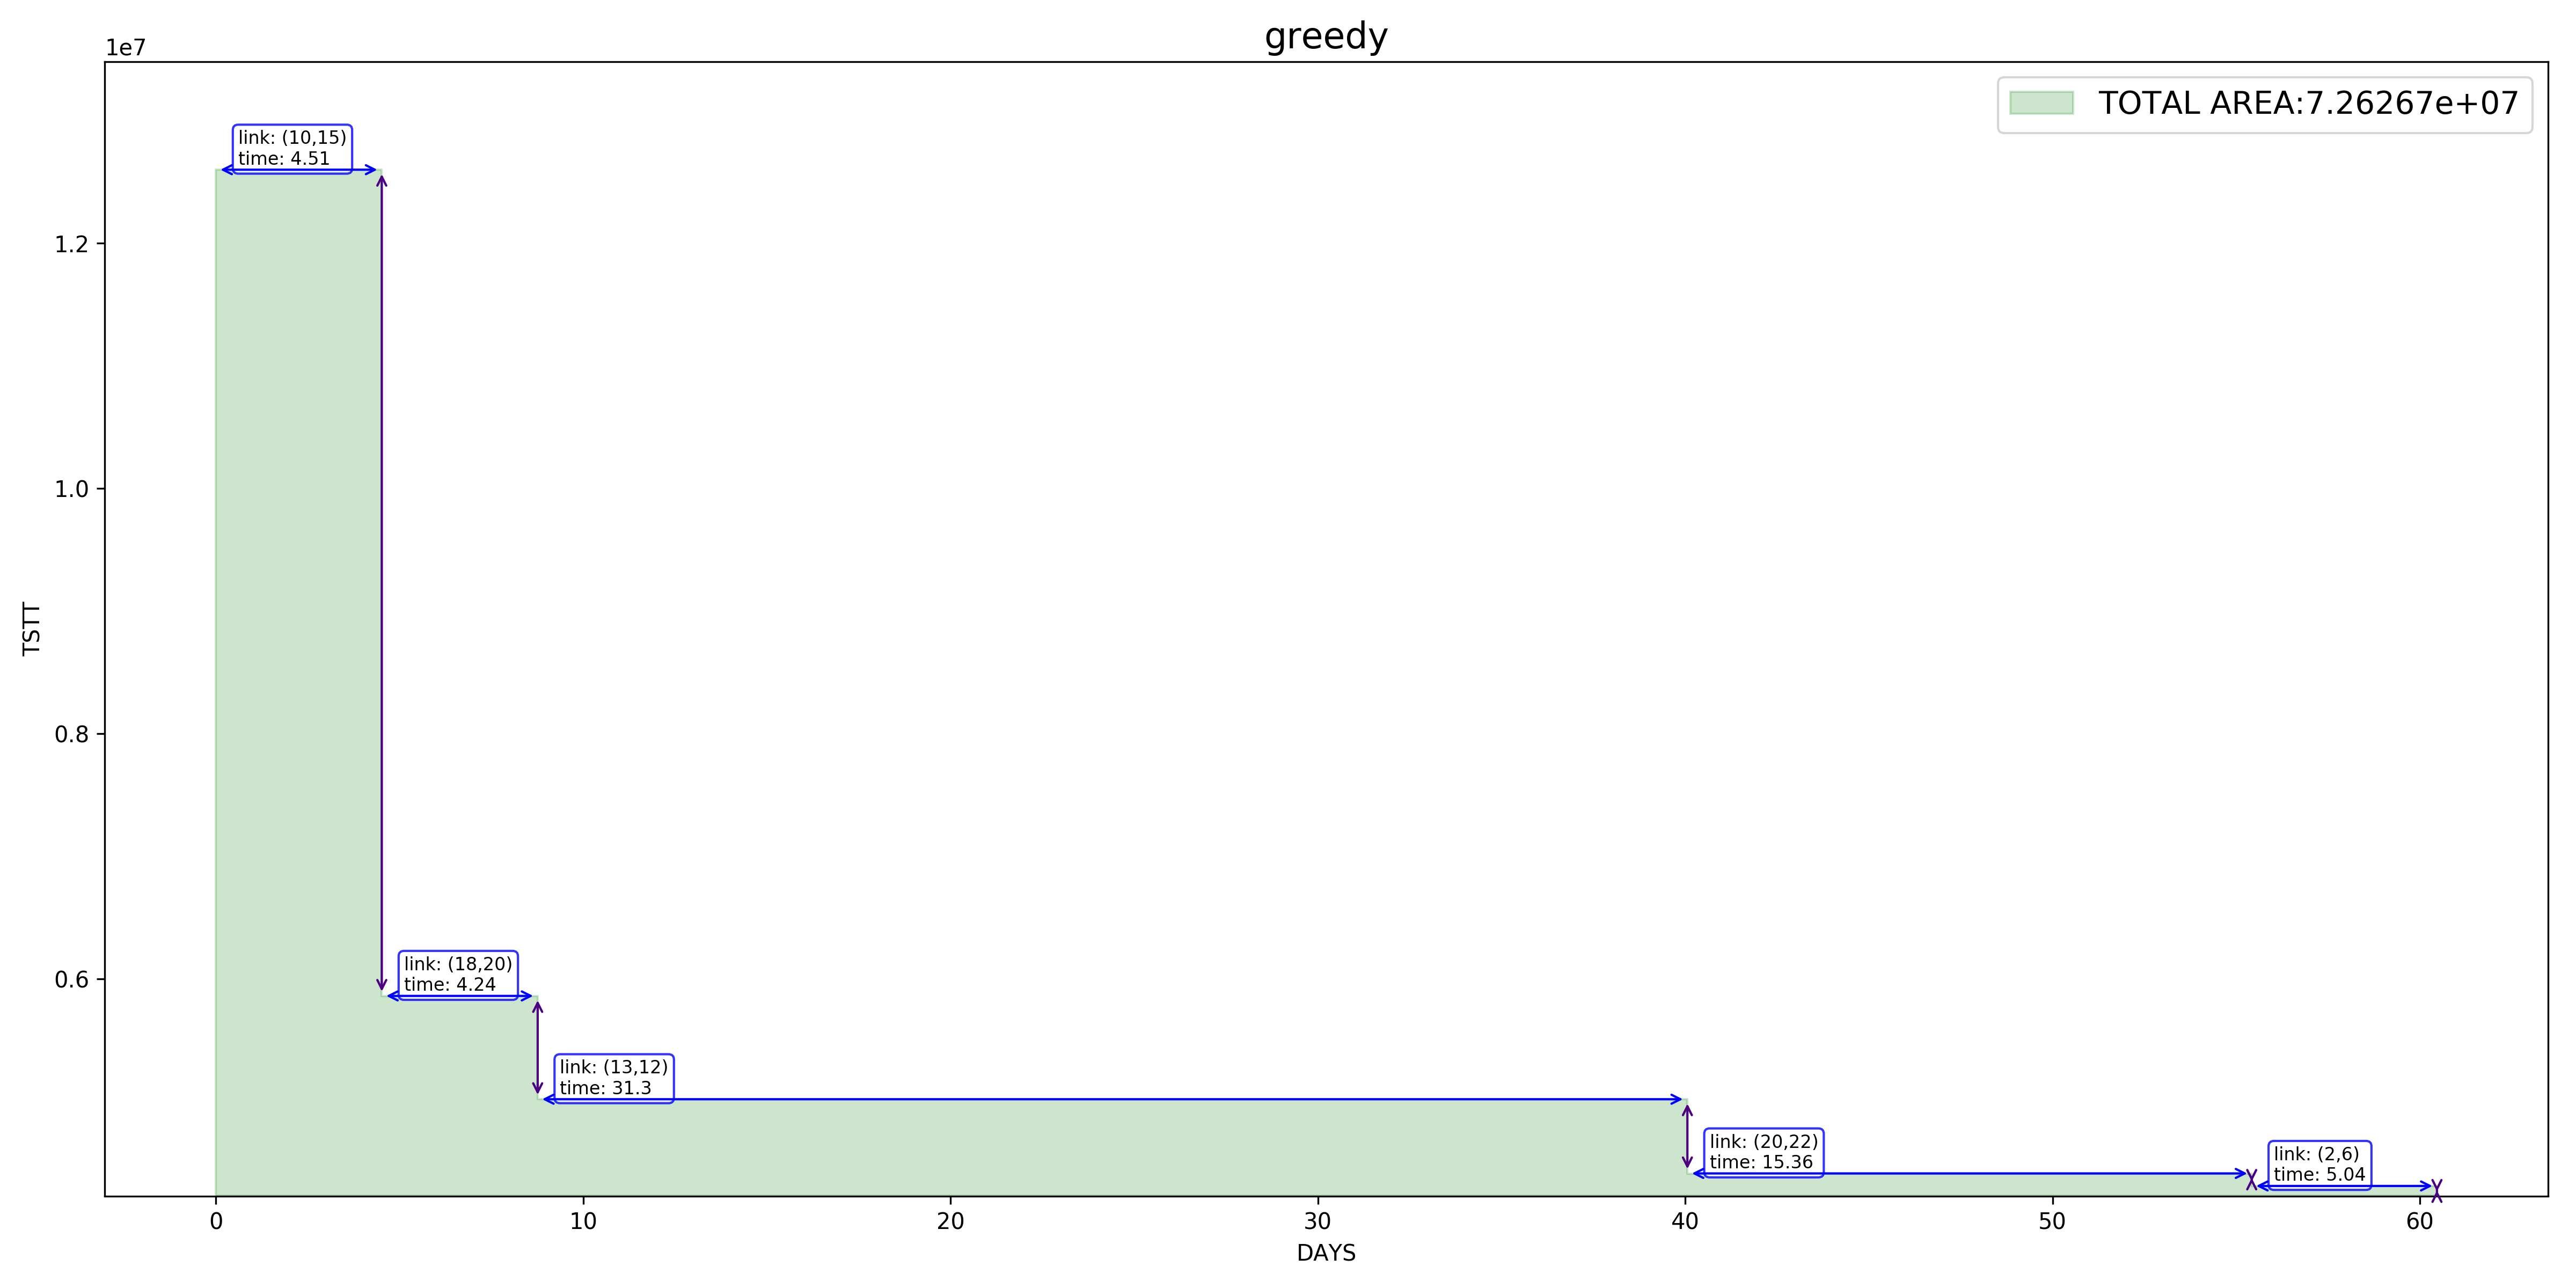 greedy
1e7
TOTAL AREA:7.26267e+07
link: (10,15)
time: 4.51
1.2
1.0
0.8
TSTT
0.6
link: (18,20)
time: 4.24
link: (13,12)
time: 31.3
link: (20,22)
time: 15.36
link: (2,6)
time: 5.04
0 10 20 30 40 50 60
DAYS